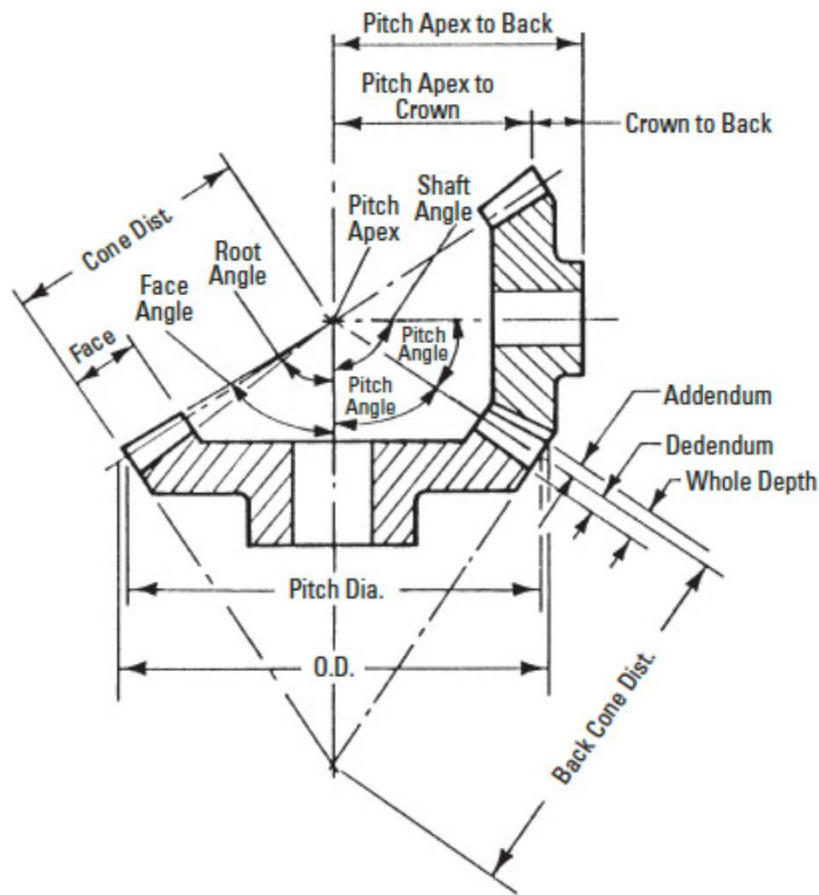 Pitch Apex to Back
Pitch Apex to
Crown
Crown to Back
Cone Dist
Shaft
Angle
Pitch
Apex
Root
Angle
Face
Angle
Face
Pitch
Angle
Pitch
Angle
Addendum
Dedendum
Whole Depth
Pitch Dia.
O.D.
Back Cone Dist.